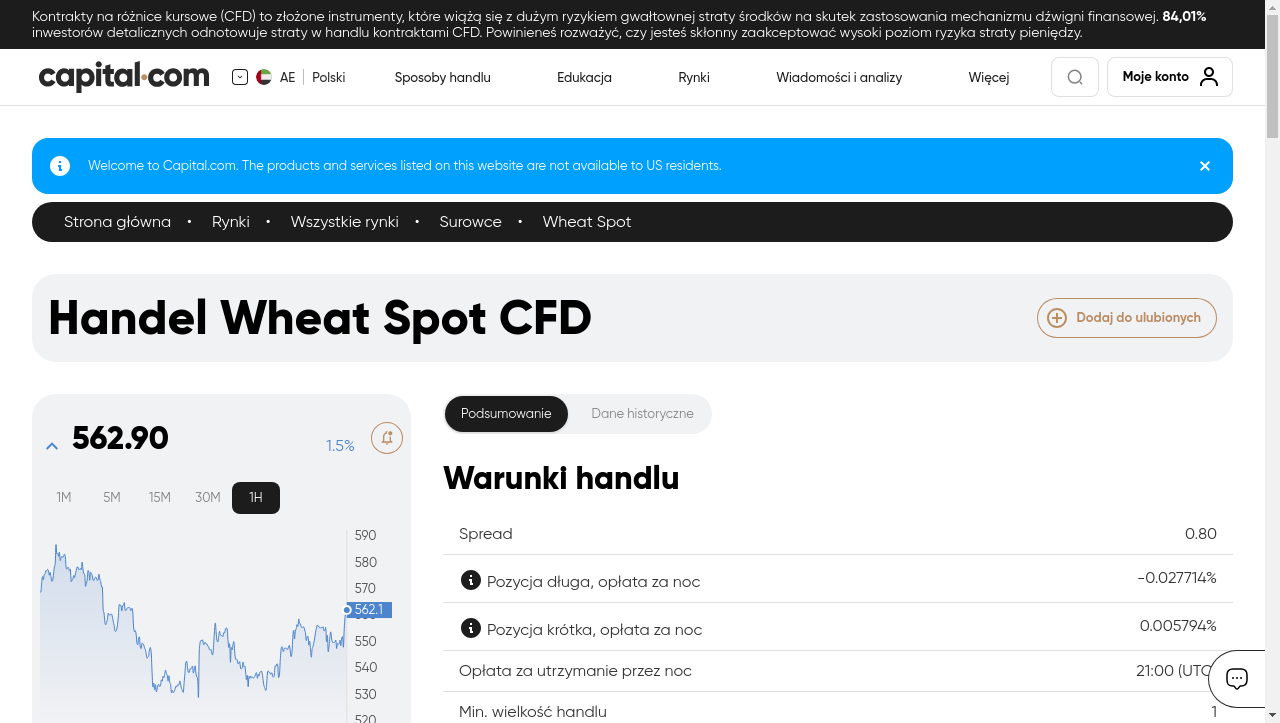 Kontrakty na różnice kursowe (CFD) to złożone instrumenty, które wiążą się z dużym ryzykiem gwałtownej straty środków na skutek zastosowania mechanizmu dźwigni finansowej. 84,01%
inwestorów detalicznych odnotowuje straty w handlu kontraktami CFD. Powinieneś rozważyć, czy jesteś skłonny zaakceptować wysoki poziom ryzyka straty pieniędzy.
capital.com AE Polski Sposoby handlu Edukacja Rynki Wiadomości i analizy Więcej Moje konto
Welcome to Capital.com. The products and services listed on this website are not available to US residents.
Strona główna • Rynki • Wszystkie rynki • Surowce • Wheat Spot
Handel Wheat Spot CFD
Dodaj do ulubionych
562.90 1.5%
1M 5M 15M 30M 1H
590
580
570
562.1
550
540
530
520
Podsumowanie Dane historyczne
Warunki handlu
Spread 0.80
Pozycja długa, opłata za noc -0.027714%
Pozycja krótka, opłata za noc 0.005794%
Opłata za utrzymanie przez noc 21:00 (UTC
Min. wielkość handlu 1